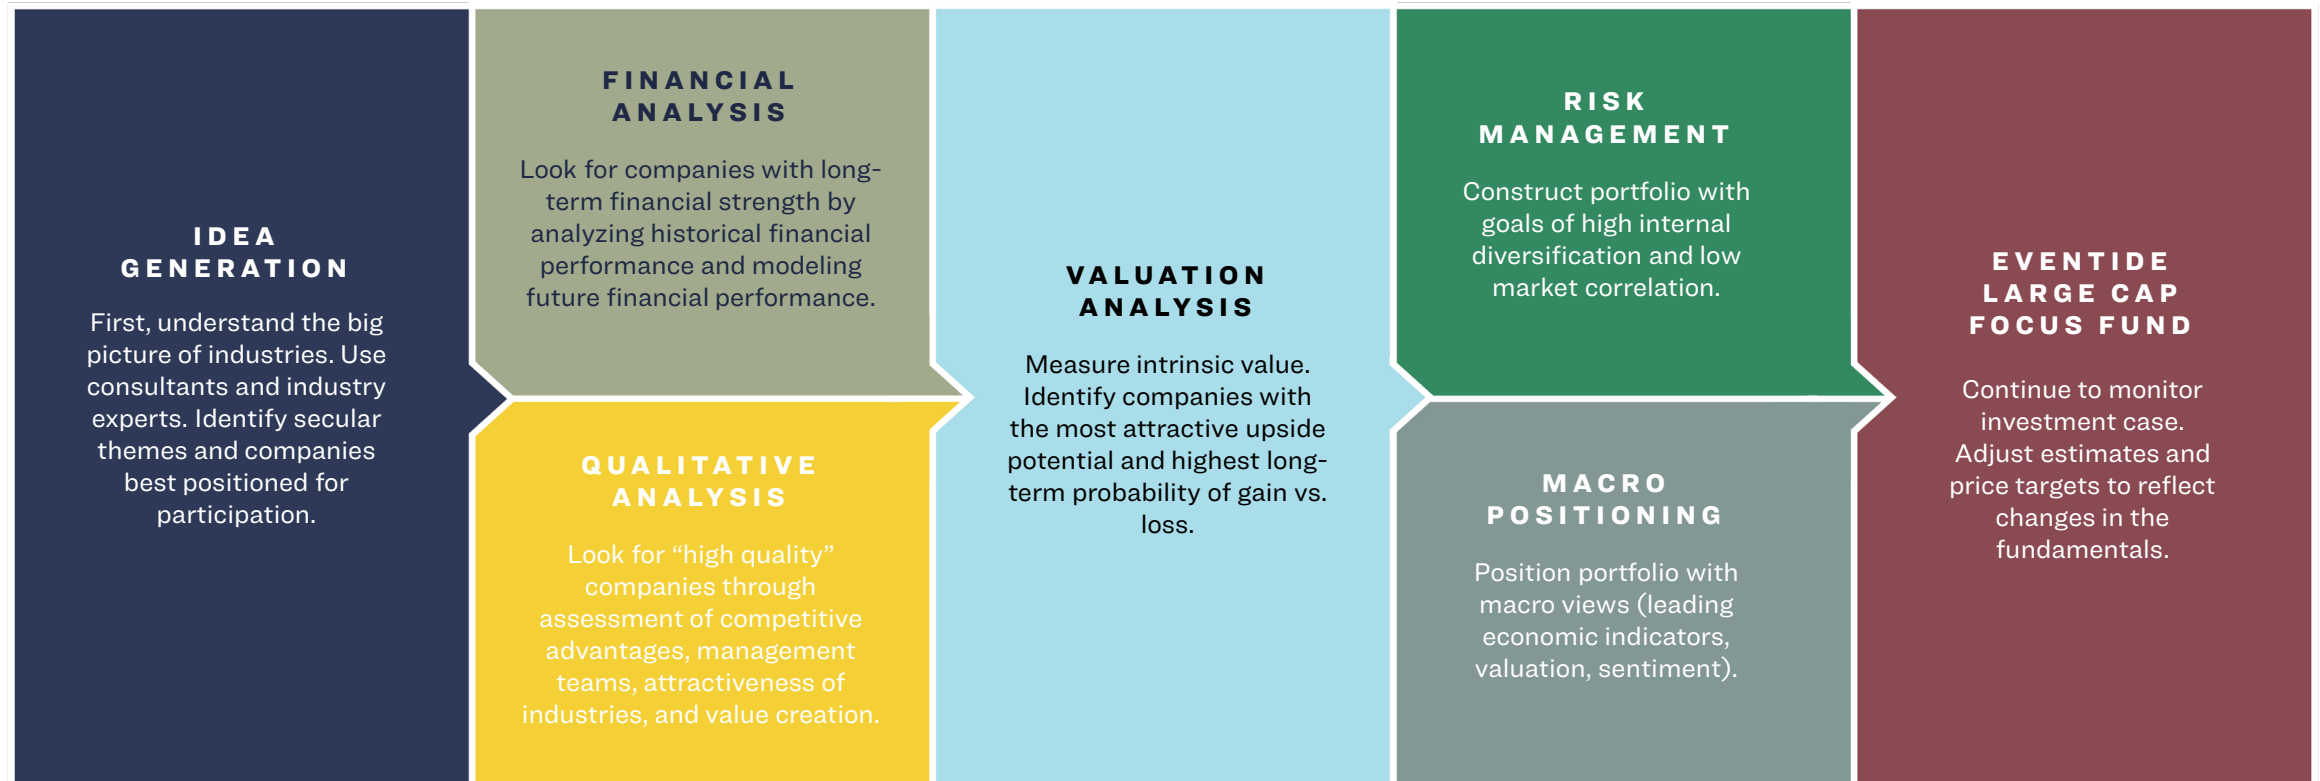 IDEA
GENERATION
First, understand the big
picture of industries. Use
consultants and industry
experts. Identify secular
themes and companies
best positioned for
participation.
FINANCIAL
ANALYSIS
Look for companies with long-
term financial strength by
analyzing historical financial
performance and modeling
future financial performance.
QUALITATIVE
ANALYSIS
Look for “high quality”
companies through
assessment of competitive
advantages, management
teams, attractiveness of
industries, and value creation.
VALUATION
ANALYSIS
Measure intrinsic value.
Identify companies with
the most attractive upside
potential and highest long-
term probability of gain vs.
loss.
RISK
MANAGEMENT
Construct portfolio with
goals of high internal
diversification and low
market correlation.
MACRO
POSITIONING
Position portfolio with
macro views (leading
economic indicators,
valuation, sentiment).
EVENTIDE
LARGE CAP
FOCUS FUND
Continue to monitor
investment case.
Adjust estimates and
price targets to reflect
changes in the
fundamentals.